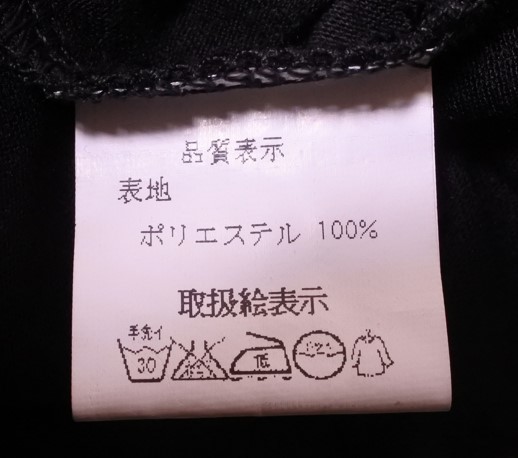 品質表示
表地
ポリエステル 100%
取扱絵表示
手洗イ
30
低